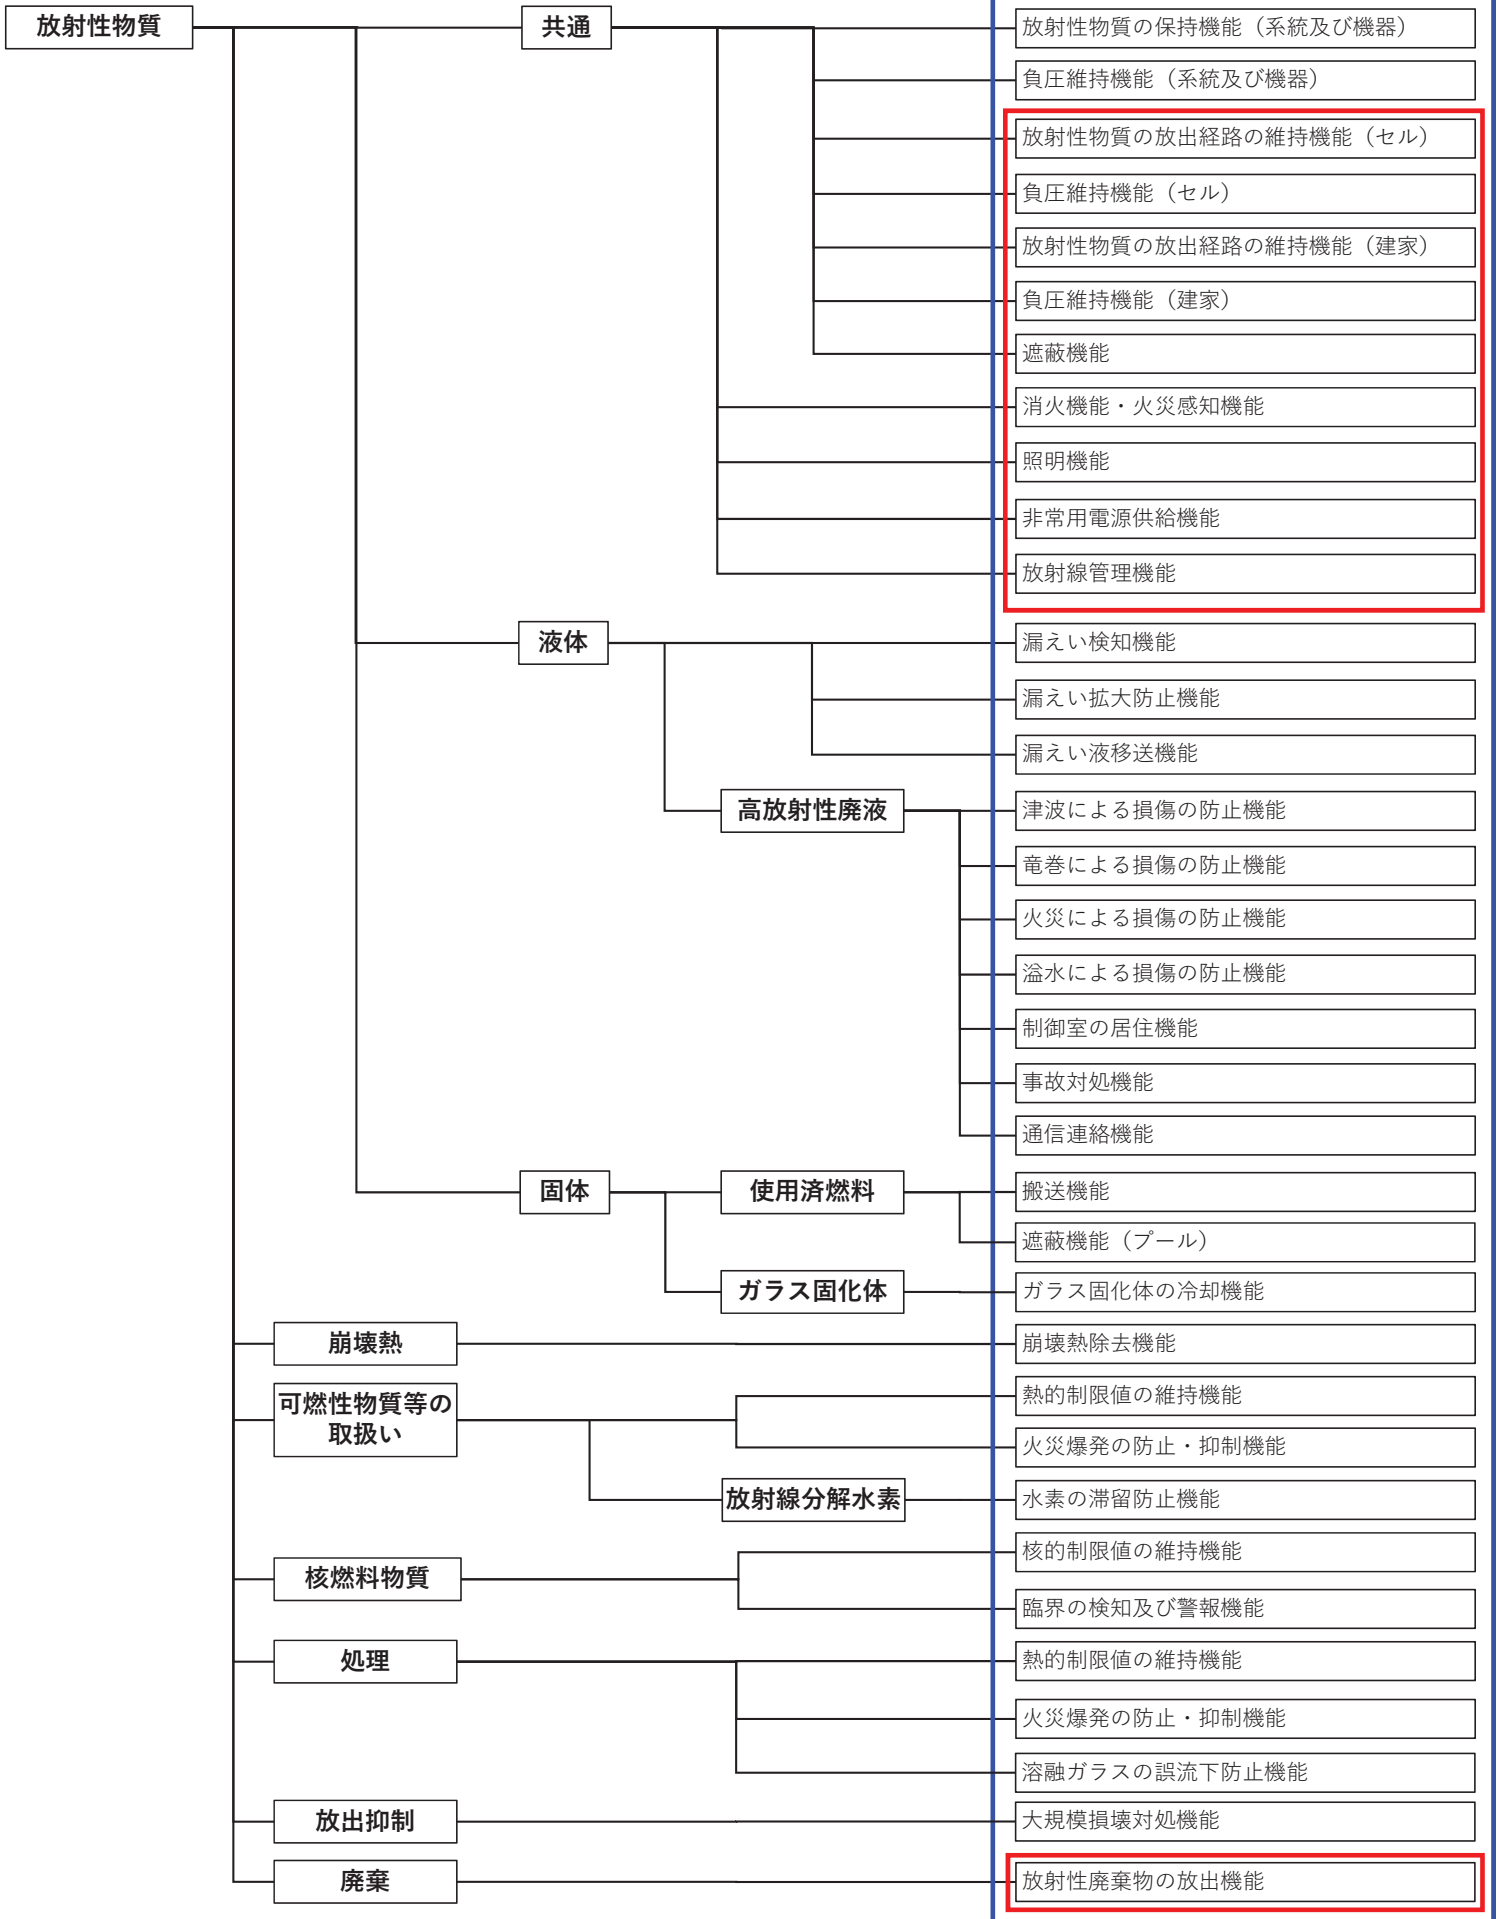 放射性物質
共通
放射性物質の保持機能（系統及び機器）
負圧維持機能（系統及び機器）
放射性物質の放出経路の維持機能（セル）
負圧維持機能（セル）
放射性物質の放出経路の維持機能（建家）
負圧維持機能（建家）
遮蔽機能
消火機能・火災感知機能
照明機能
非常用電源供給機能
放射線管理機能
液体
漏えい検知機能
漏えい拡大防止機能
漏えい液移送機能
高放射性廃液
津波による損傷の防止機能
竜巻による損傷の防止機能
火災による損傷の防止機能
溢水による損傷の防止機能
制御室の居住機能
事故対処機能
通信連絡機能
固体
使用済燃料
搬送機能
遮蔽機能（プール）
ガラス固化体
ガラス固化体の冷却機能
崩壊熱
崩壊熱除去機能
可燃性物質等の
取扱い
熱的制限値の維持機能
火災爆発の防止・抑制機能
放射線分解水素
水素の滞留防止機能
核燃料物質
核的制限値の維持機能
臨界の検知及び警報機能
処理
熱的制限値の維持機能
火災爆発の防止・抑制機能
溶融ガラスの誤流下防止機能
放出抑制
大規模損壊対処機能
廃棄
放射性廃棄物の放出機能